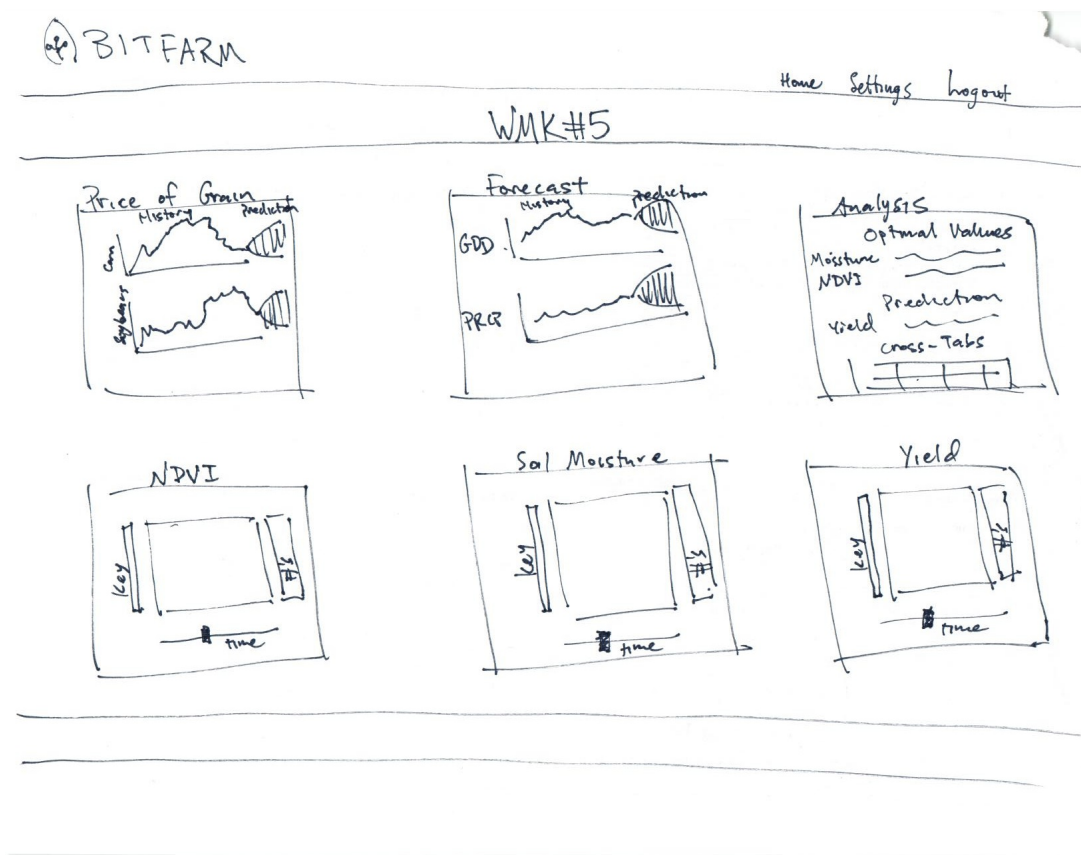 BITFARM
Home Settings Logout
WMK#5
Price of Grain
History Prediction
Corn
Soybeans
Forecast
History Prediction
GDD
PRCP
Analysis
Optimal Values
Moisture
NDVI
Prediction
Yield
Cross-Tabs
NDVI
Key
#'s
time
Soil Moisture
Key
#'s
time
Yield
Key
#'s
time